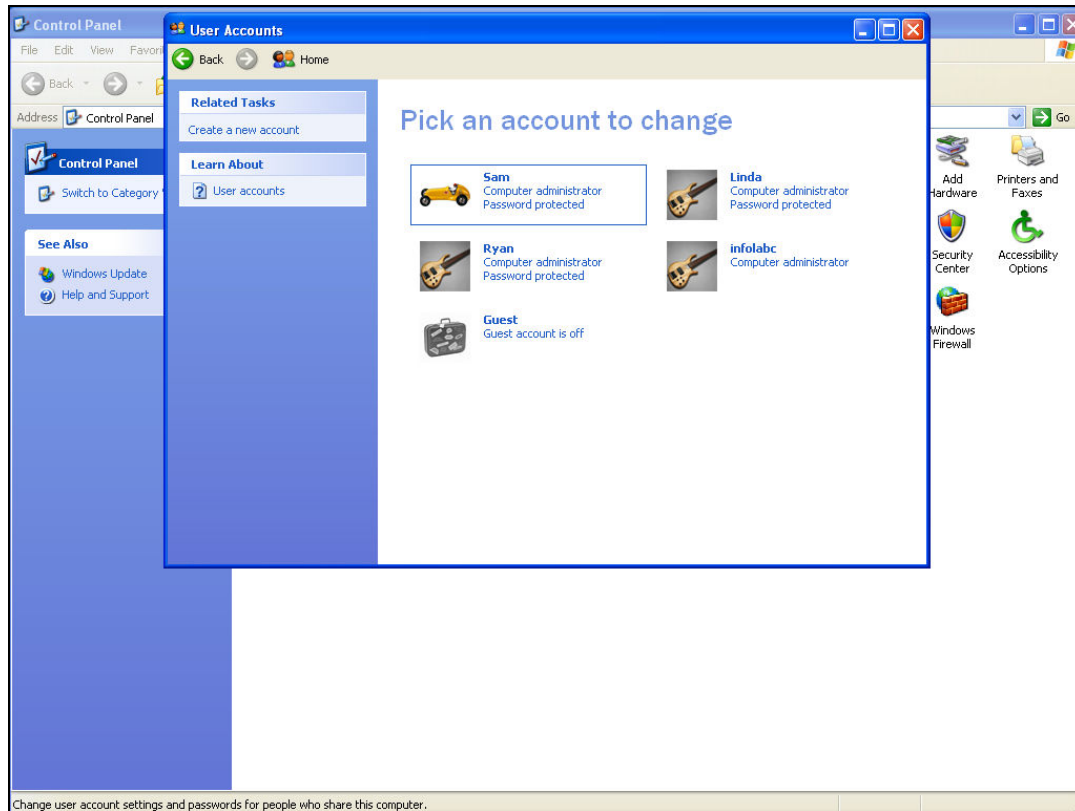 Control Panel
File Edit View
Back
Address Control Panel
Go
Control Panel
Switch to Category
See Also
Windows Update
Help and Support
User Accounts
Back Home
Related Tasks
Create a new account
Learn About
User accounts
Pick an account to change
Sam
Computer administrator
Password protected
Linda
Computer administrator
Password protected
Ryan
Computer administrator
Password protected
infolabc
Computer administrator
Guest
Guest account is off
Add
Hardware
Printers and
Faxes
Security
Center
Accessibility
Options
Windows
Firewall
Change user account settings and passwords for people who share this computer.